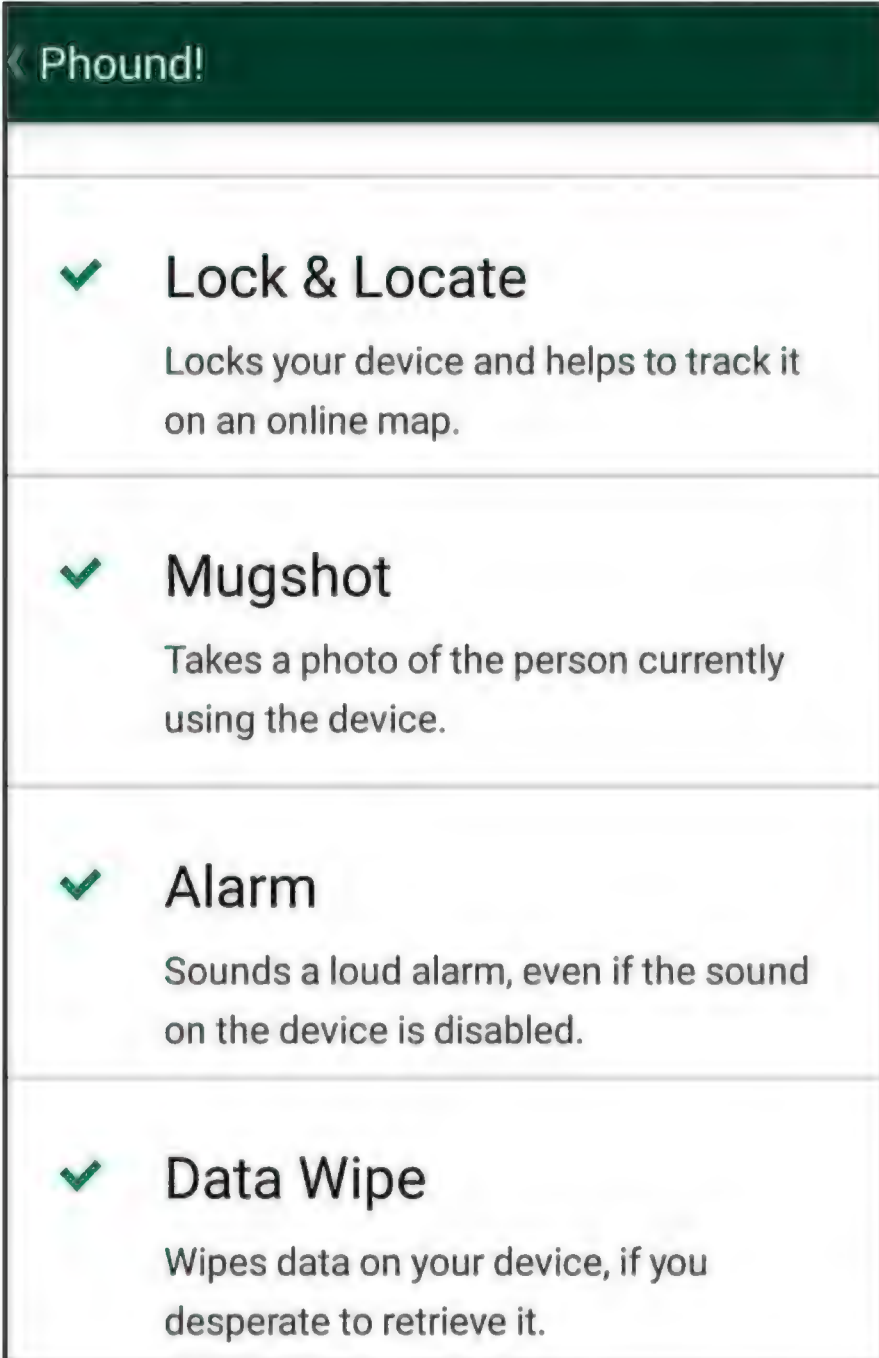 Phound!
Lock & Locate
Locks your device and helps to track it
on an online map.
Mugshot
Takes a photo of the person currently
using the device.
Alarm
Sounds a loud alarm, even if the sound
on the device is disabled.
Data Wipe
Wipes data on your device, if you
desperate to retrieve it.